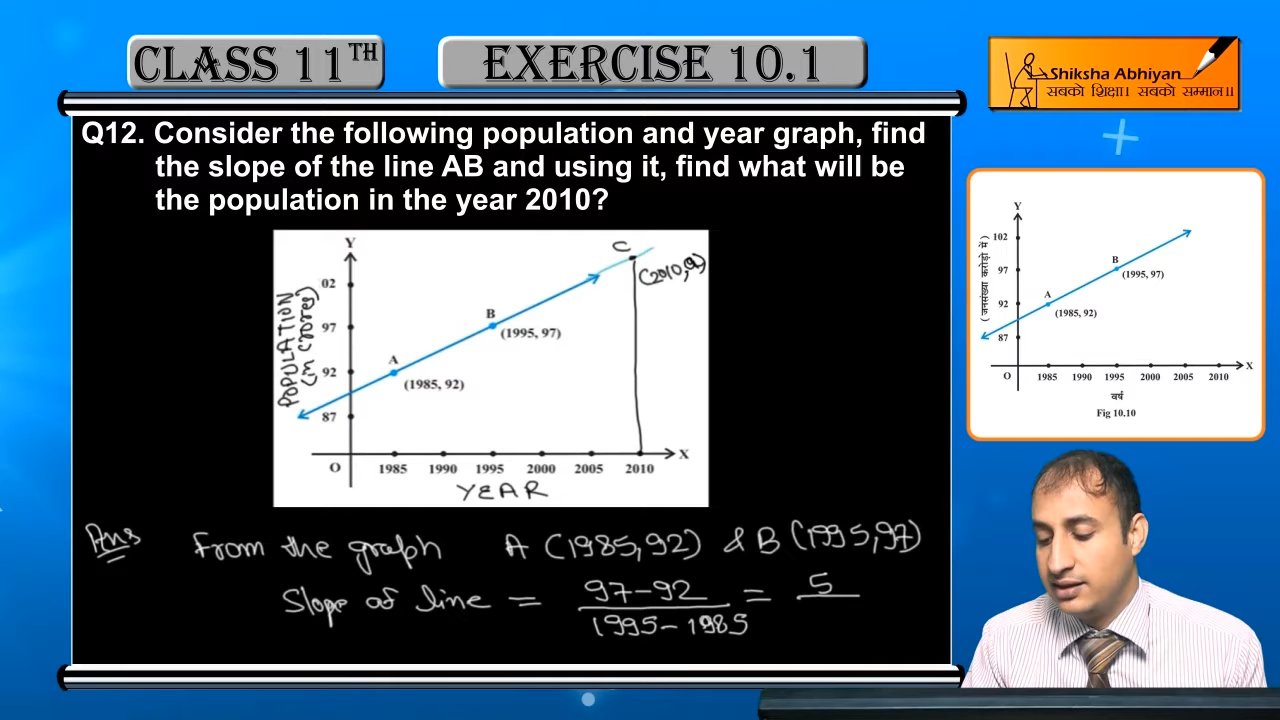 CLASS 11TH
EXERCISE 10.1
Shiksha Abhiyan
सबको शिक्षा। सबको सम्मान।।
Q12. Consider the following population and year graph, find
the slope of the line AB and using it, find what will be
the population in the year 2010?
Y
C
02
(2010,9)
97
B
(1995, 97)
POPULATION
(in crores)
92
A
(1985, 92)
87
O
1985 1990 1995 2000 2005 2010
X
YEAR
Y
102
97
B
(1995, 97)
(जनसंख्या करोड़ों में)
92
A
(1985, 92)
87
O
1985 1990 1995 2000 2005 2010
X
वर्ष
Fig 10.10
Ans From the graph A (1985,92) & B (1995,97)
Slope of line = 97-92 = 5
1995-1985